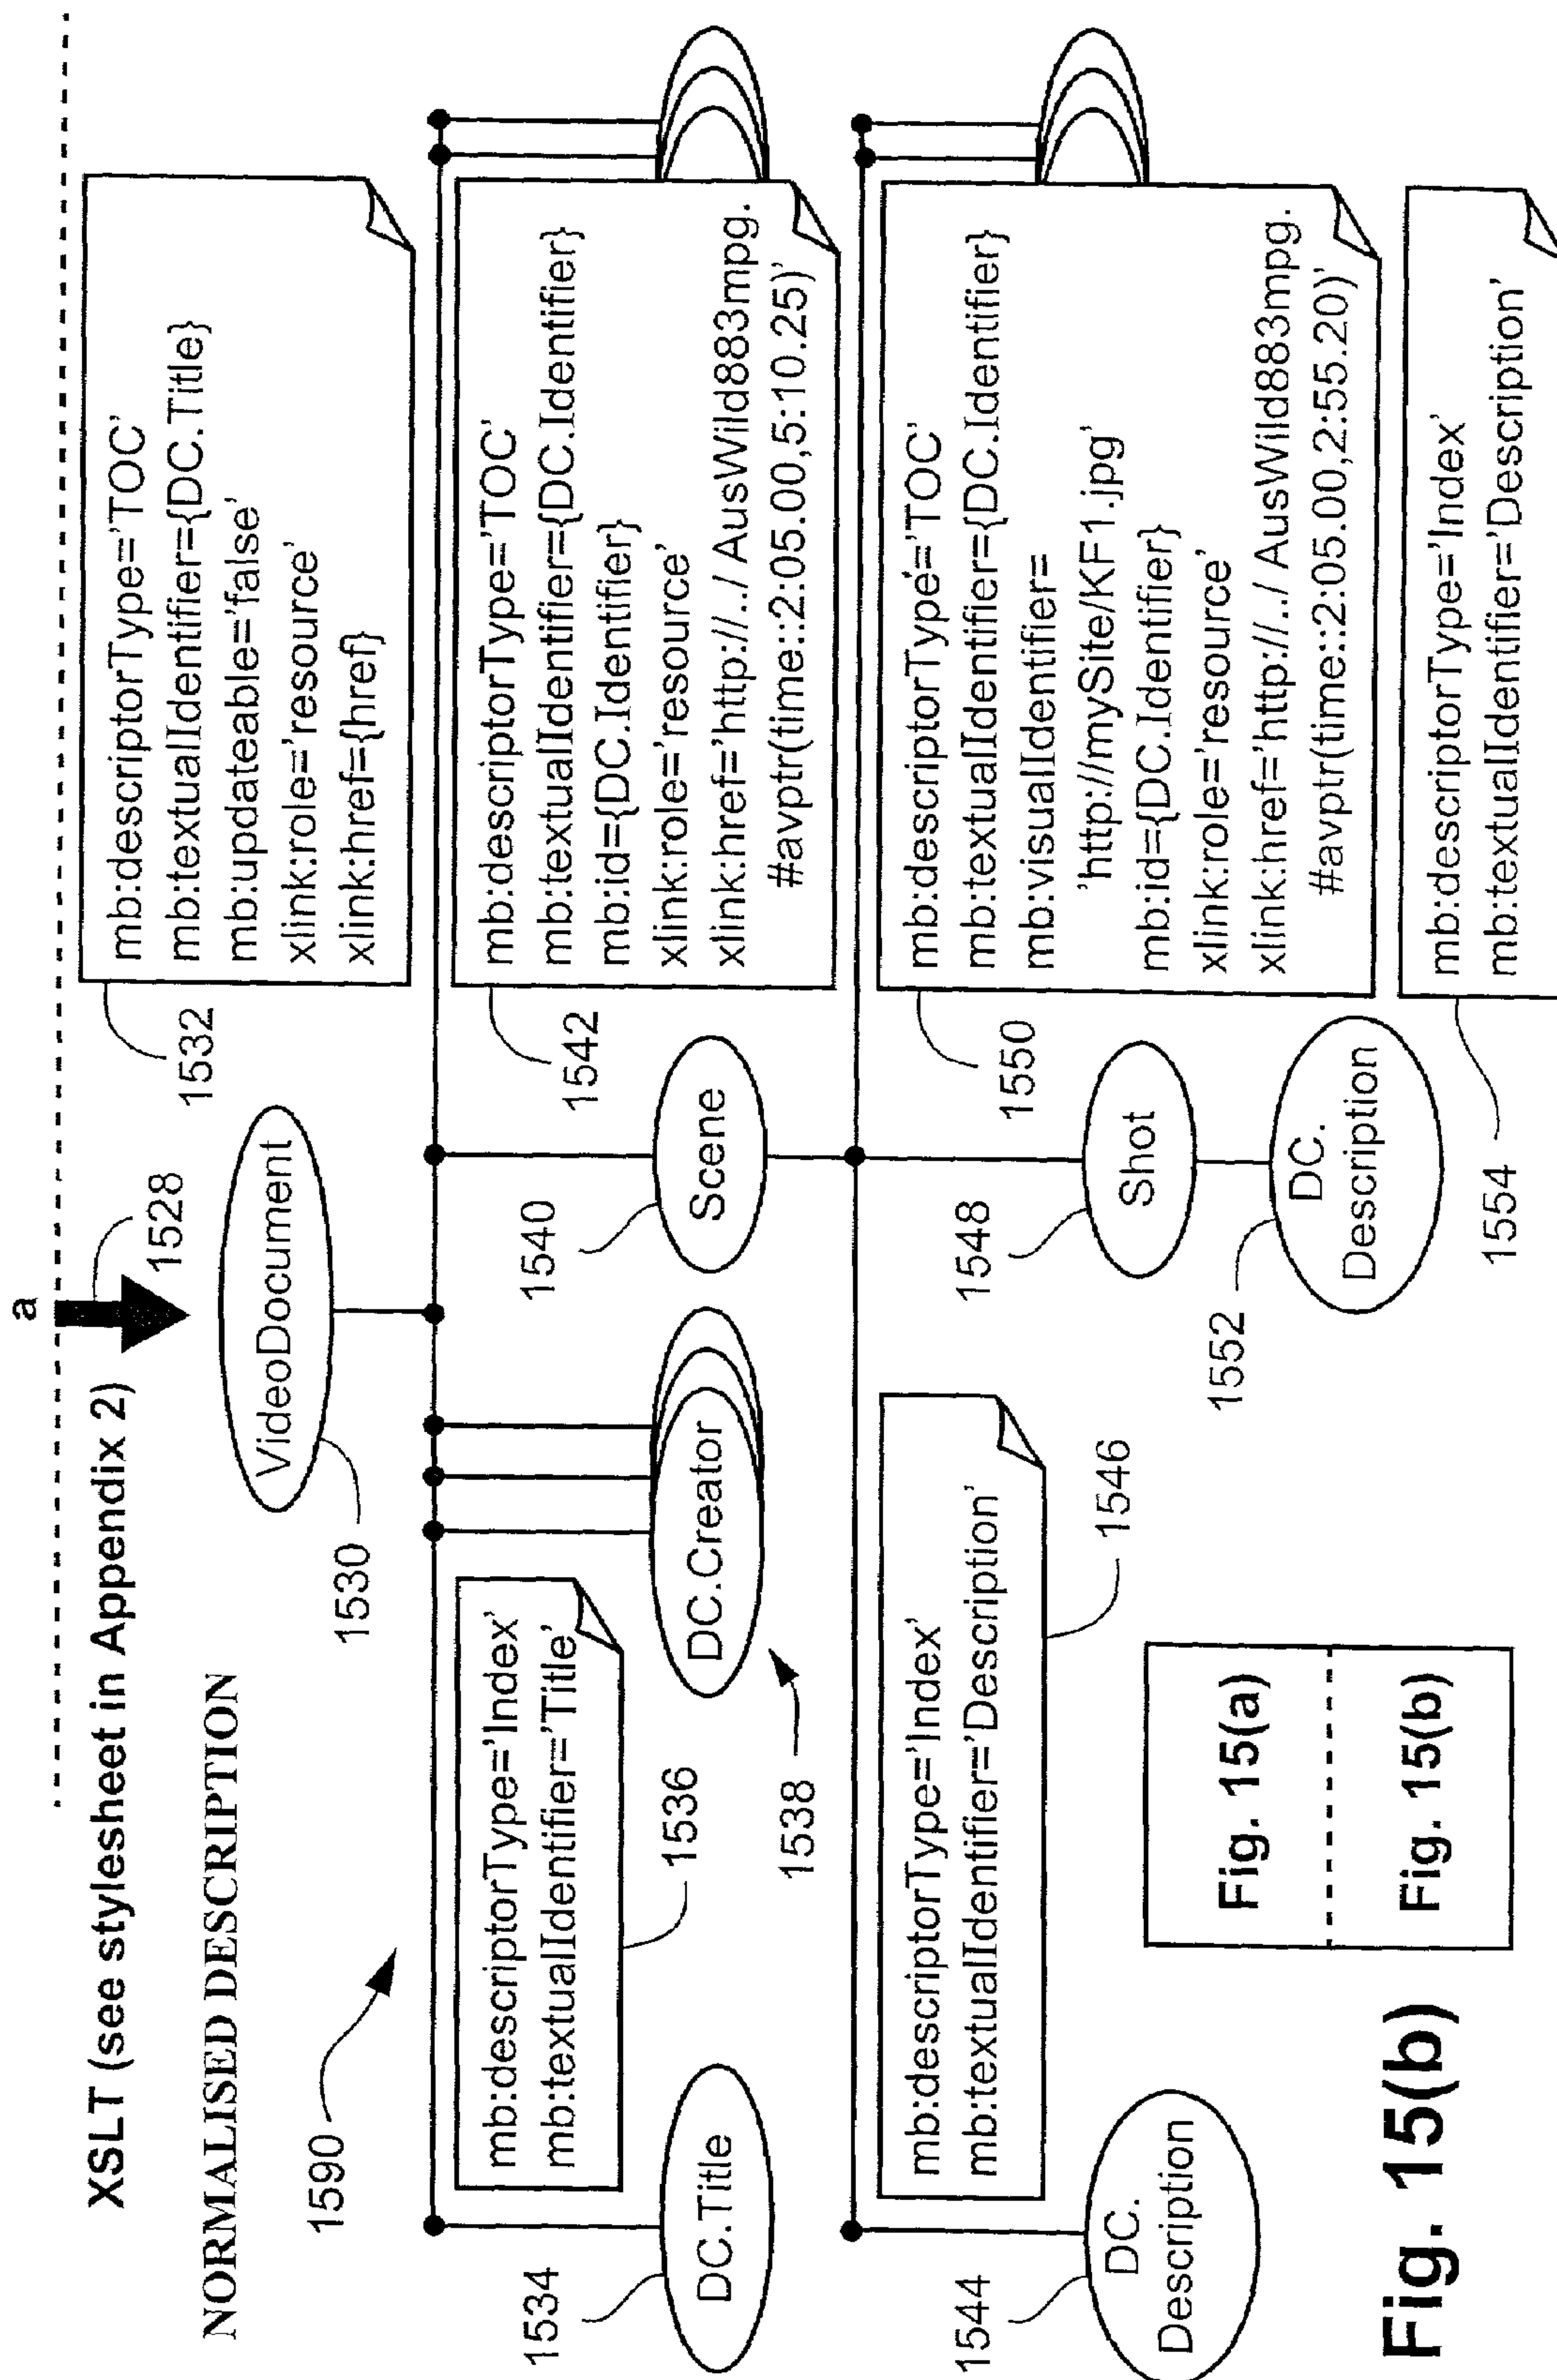 a
XSLT (see stylesheet in Appendix 2)
1528
NORMALISED DESCRIPTION
VideoDocument
1530
mb:descriptorType='TOC'
mb:textualIdentifier={DC.Title}
mb:updateable='false'
xlink:role='resource'
xlink:href={href}
1532
1590
DC.Title
1534
mb:descriptorType='Index'
mb:textualIdentifier='Title'
1536
DC.Creator
1538
Scene
1540
mb:descriptorType='TOC'
mb:textualIdentifier={DC.Identifier}
mb:id={DC.Identifier}
xlink:role='resource'
xlink:href='http://../ AusWild883mpg.
#avptr(time::2:05.00,5:10.25)'
1542
DC.
Description
1544
mb:descriptorType='Index'
mb:textualIdentifier='Description'
1546
Shot
1548
mb:descriptorType='TOC'
mb:textualIdentifier={DC.Identifier}
mb:visualIdentifier=
'http://mySite/KF1.jpg'
mb:id={DC.Identifier}
xlink:role='resource'
xlink:href='http://../ AusWild883mpg.
#avptr(time::2:05.00,2:55.20)'
1550
DC.
Description
1552
mb:descriptorType='Index'
mb:textualIdentifier='Description'
1554
Fig. 15(a)
Fig. 15(b)
Fig. 15(b)